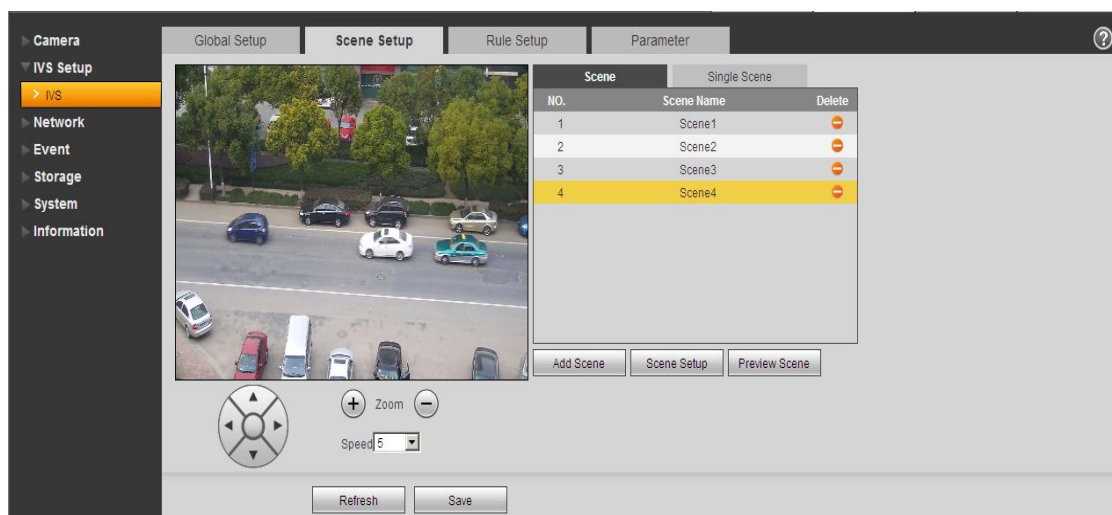 Camera
IVS Setup
> IVS
Network
Event
Storage
System
Information
Global Setup
Scene Setup
Rule Setup
Parameter
?
Scene
Single Scene
NO. Scene Name Delete
1 Scene1
2 Scene2
3 Scene3
4 Scene4
Add Scene
Scene Setup
Preview Scene
+ Zoom -
Speed 5
Refresh
Save